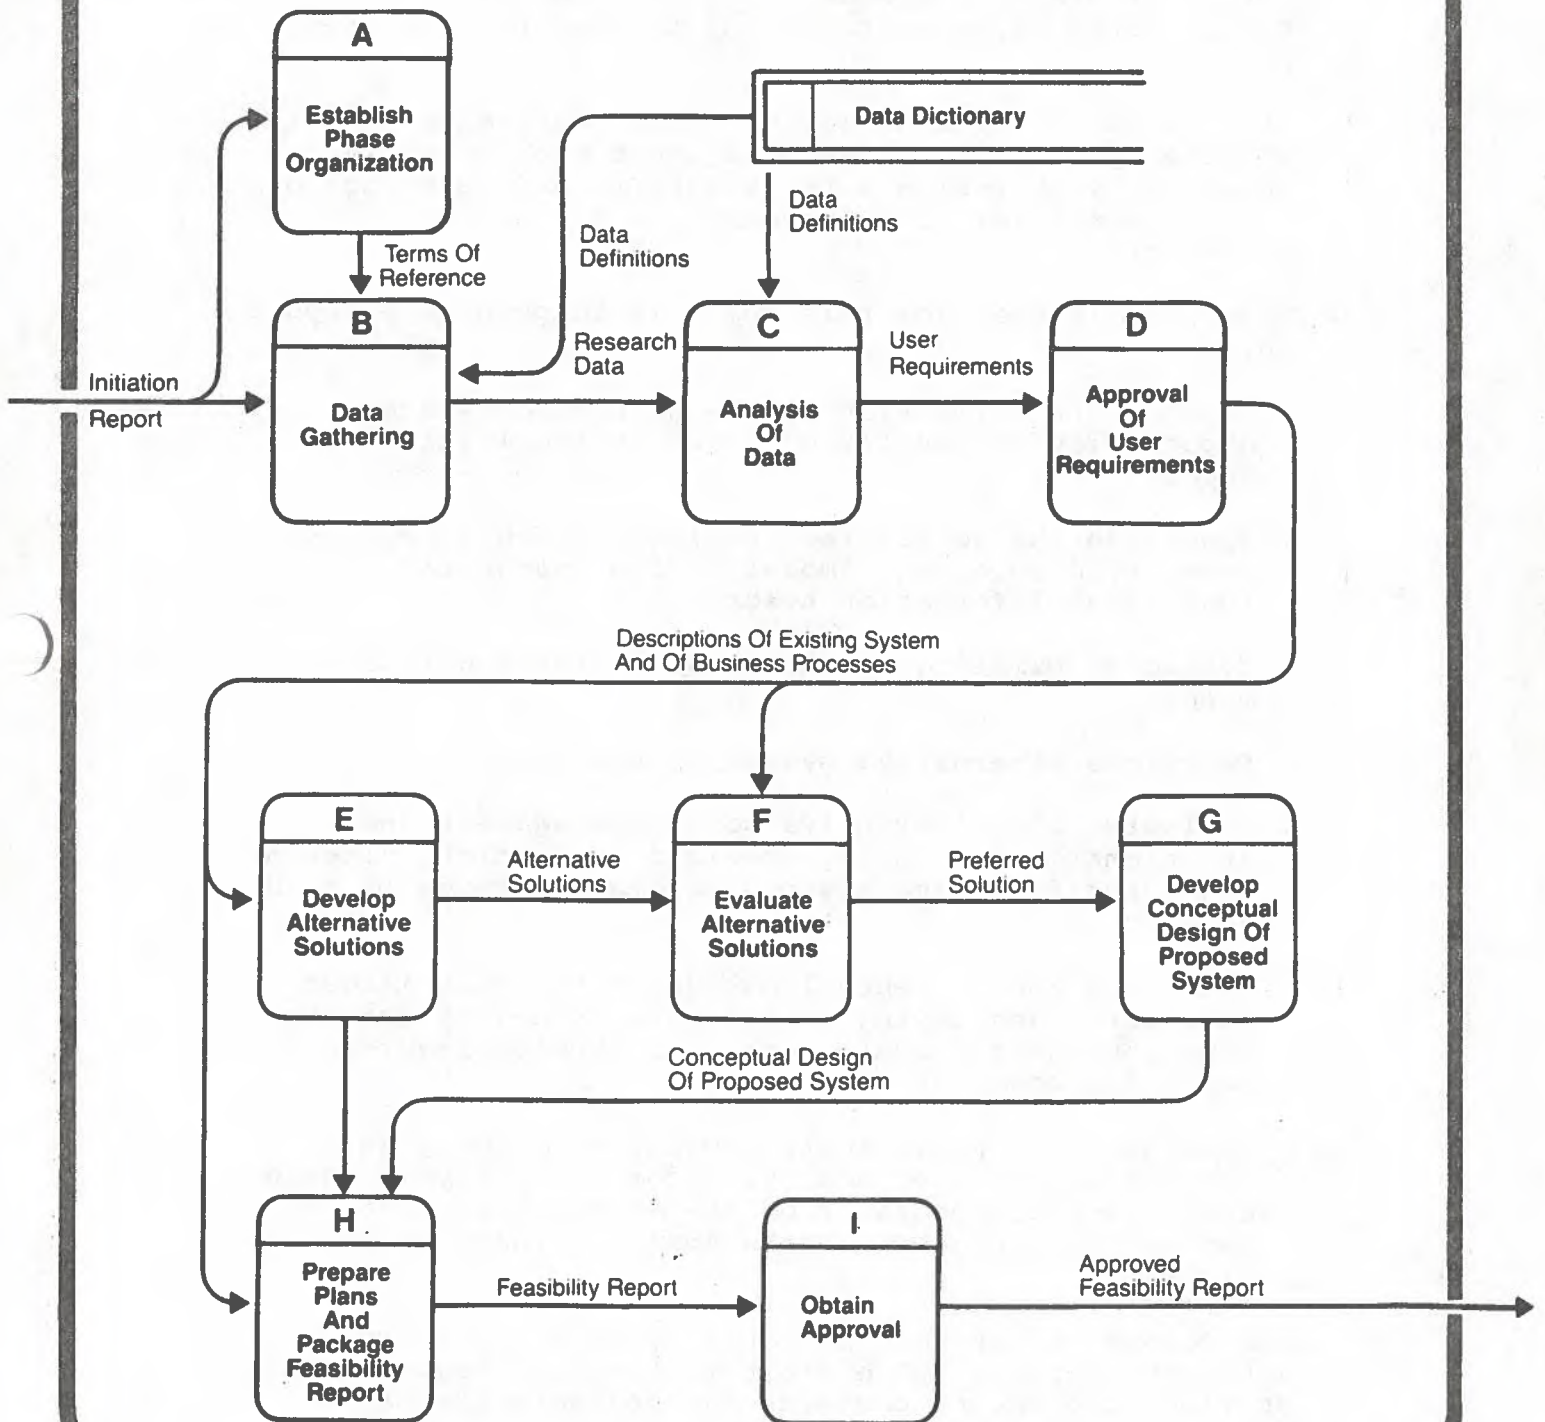 A
Establish
Phase
Organization
Data Dictionary
Data
Definitions
Data
Definitions
Terms Of
Reference
Initiation
Report
B
Data
Gathering
Research
Data
C
Analysis
Of
Data
User
Requirements
D
Approval
Of
User
Requirements
Descriptions Of Existing System
And Of Business Processes
E
Develop
Alternative
Solutions
Alternative
Solutions
F
Evaluate
Alternative
Solutions
Preferred
Solution
G
Develop
Conceptual
Design Of
Proposed
System
Conceptual Design
Of Proposed System
H
Prepare
Plans
And
Package
Feasibility
Report
Feasibility Report
I
Obtain
Approval
Approved
Feasibility Report